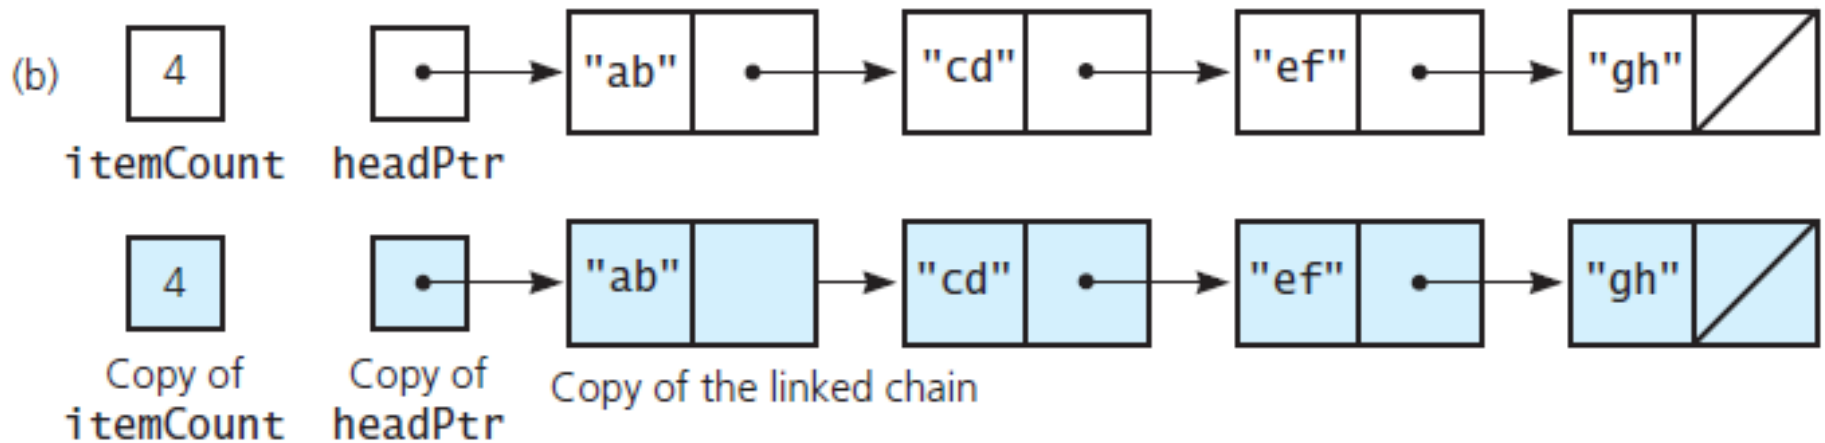 (b) 4 "ab" "cd" "ef" "gh"
itemCount headPtr
4 "ab" "cd" "ef" "gh"
Copy of Copy of Copy of the linked chain
itemCount headPtr